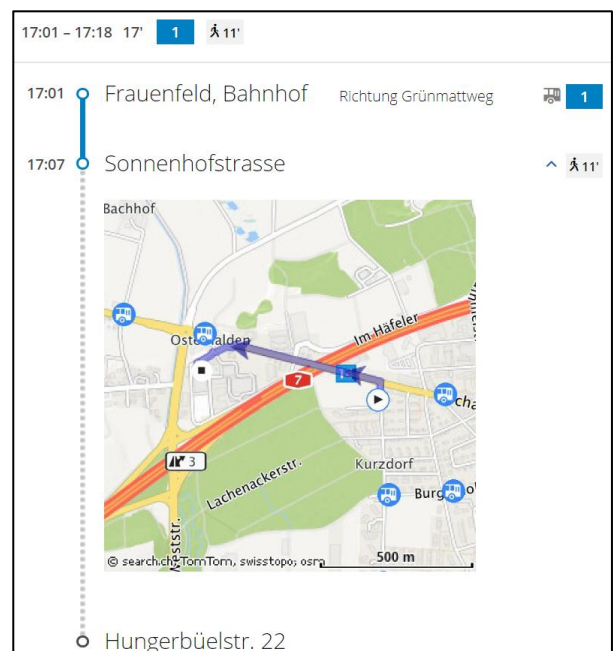 17:01 – 17:18 17' 1 11'
17:01 Frauenfeld, Bahnhof Richtung Grünmattweg 1
17:07 Sonnenhofstrasse 11'
Bachhof
Im Häfeler
7
3
Kurzdorf
Lachenackerstr.
Weststr.
500 m
© search.ch, TomTom, swisstopo, osm
Hungerbüelstr. 22